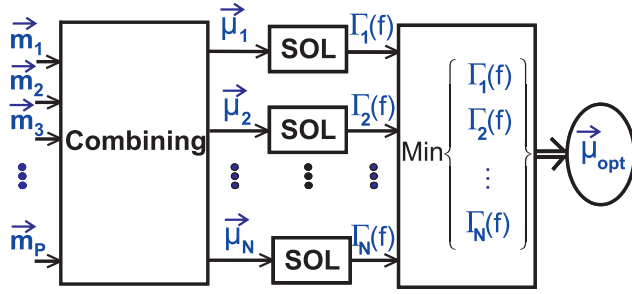 m1
m2
m3
mP
Combining
μ1 SOL Γ1(f)
μ2 SOL Γ2(f)
μN SOL ΓN(f)
Min { Γ1(f)
Γ2(f)
...
ΓN(f) }
μopt